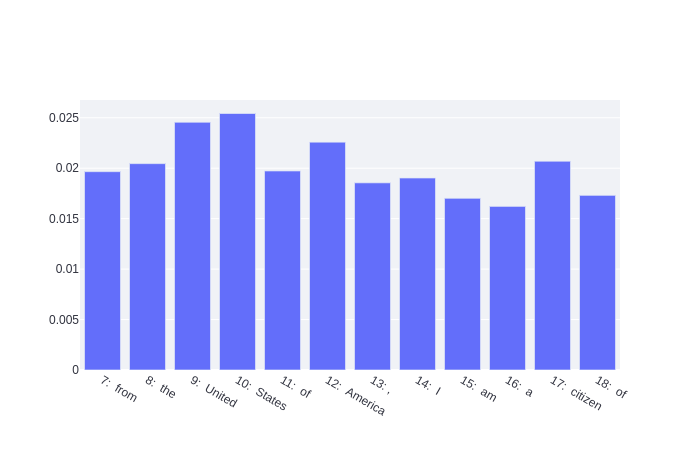 0.025
0.02
0.015
0.01
0.005
0
7: from
8: the
9: United
10: States
11: of
12: America
13: ,
14: I
15: am
16: a
17: citizen
18: of